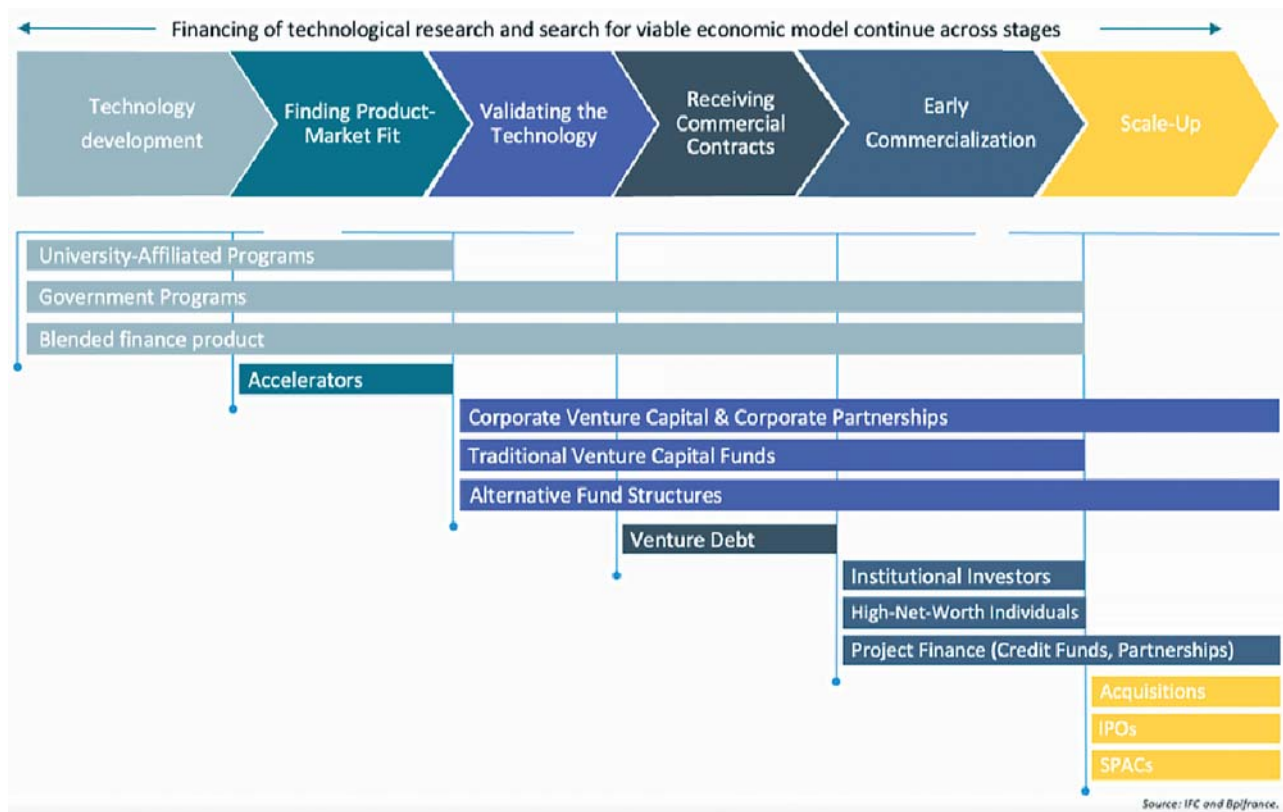 Financing of technological research and search for viable economic model continue across stages
Technology
development
Finding Product-
Market Fit
Validating the
Technology
Receiving
Commercial
Contracts
Early
Commercialization
Scale-Up
University-Affiliated Programs
Government Programs
Blended finance product
Accelerators
Corporate Venture Capital & Corporate Partnerships
Traditional Venture Capital Funds
Alternative Fund Structures
Venture Debt
Institutional Investors
High-Net-Worth Individuals
Project Finance (Credit Funds, Partnerships)
Acquisitions
IPOs
SPACs
Source: IFC and Bpifrance.